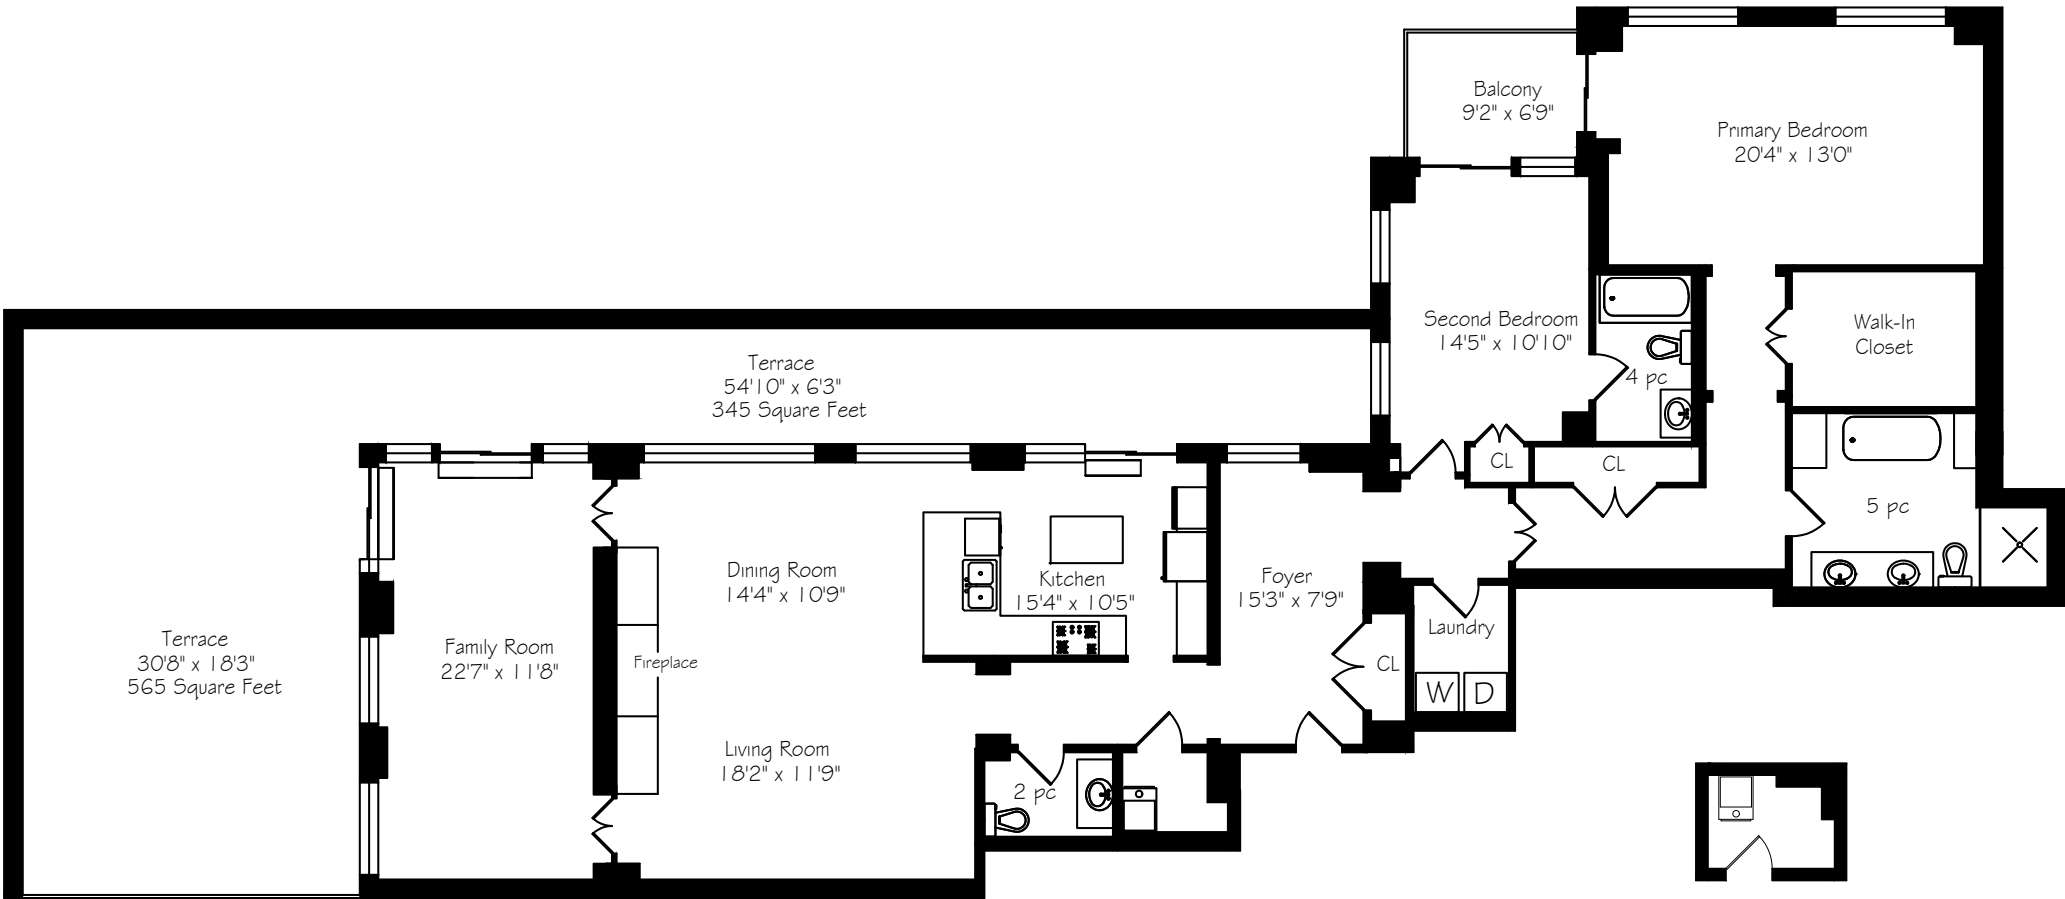 Balcony
9'2" x 6'9"
Primary Bedroom
20'4" x 13'0"
Second Bedroom
14'5" x 10'10"
Walk-In
Closet
4 pc
Terrace
54'10" x 6'3"
345 Square Feet
CL
CL
5 pc
Dining Room
14'4" x 10'9"
Kitchen
15'4" x 10'5"
Foyer
15'3" x 7'9"
Laundry
Terrace
30'8" x 18'3"
565 Square Feet
Family Room
22'7" x 11'8"
Fireplace
CL
W D
Living Room
18'2" x 11'9"
2 pc